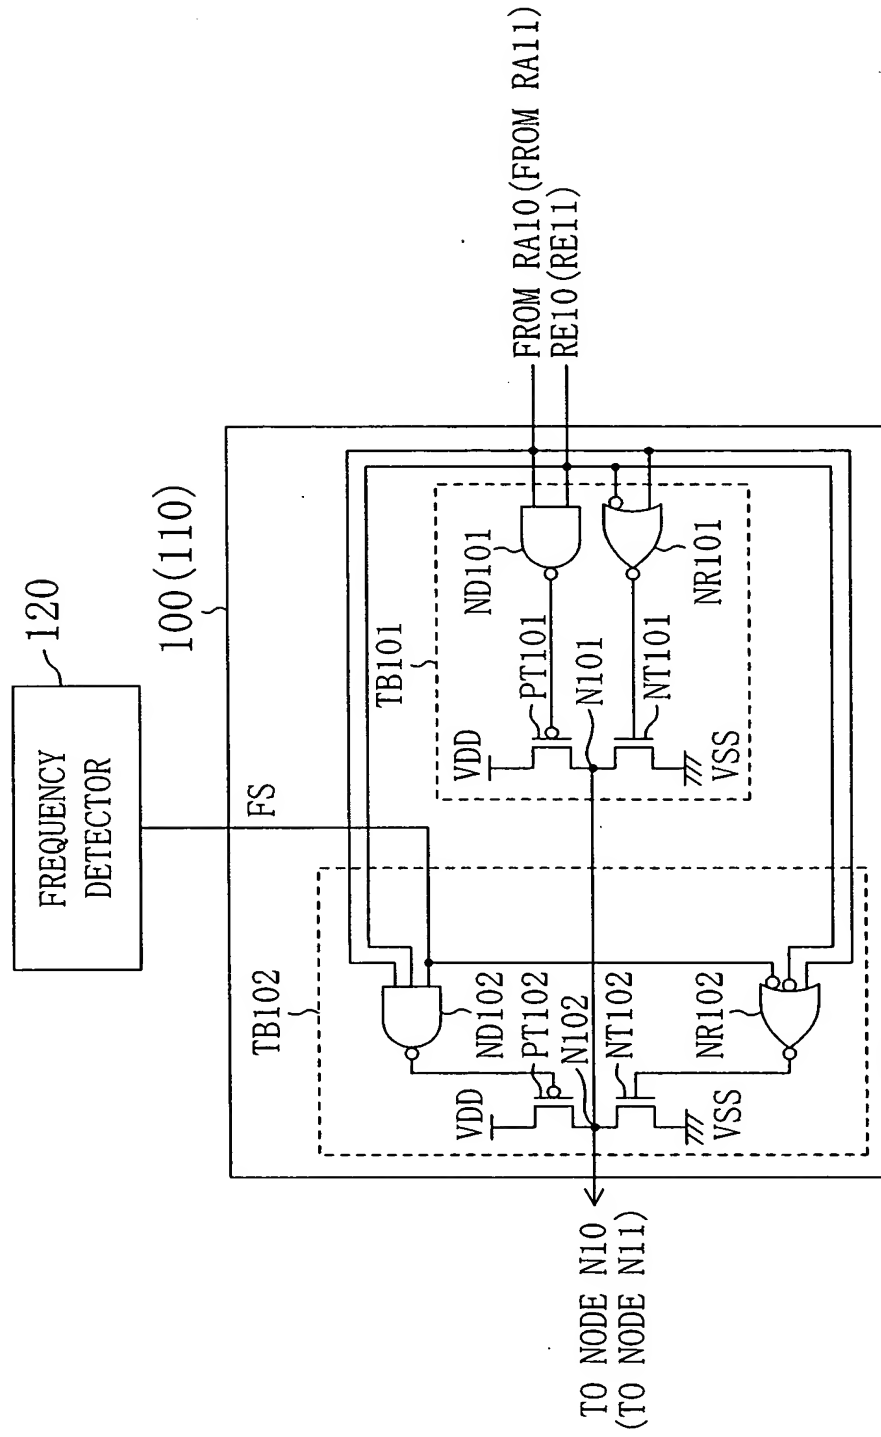 FREQUENCY
DETECTOR
120
FS
100(110)
TB102
TB101
ND102
PT102
N102
NT102
NR102
VDD
VSS
ND101
PT101
N101
NT101
NR101
VDD
VSS
FROM RA10(FROM RA11)
RE10(RE11)
TO NODE N10
(TO NODE N11)